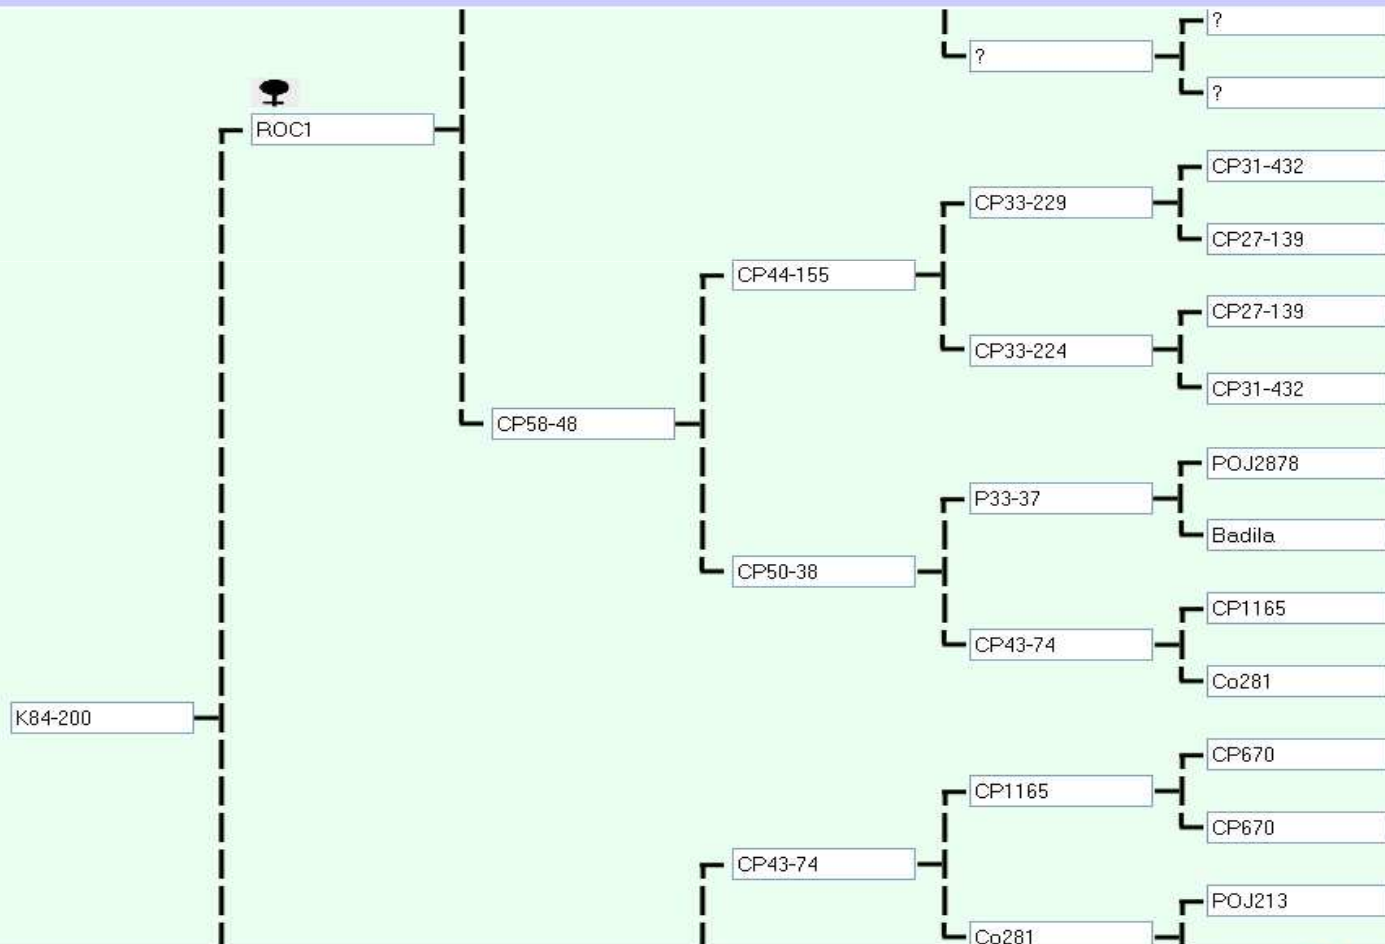 ?
?
?
ROC1
CP31-432
CP33-229
CP27-139
CP44-155
CP27-139
CP33-224
CP31-432
CP58-48
POJ2878
P33-37
Badila
CP50-38
CP1165
CP43-74
Co281
K84-200
CP670
CP1165
CP670
CP43-74
POJ213
Co281